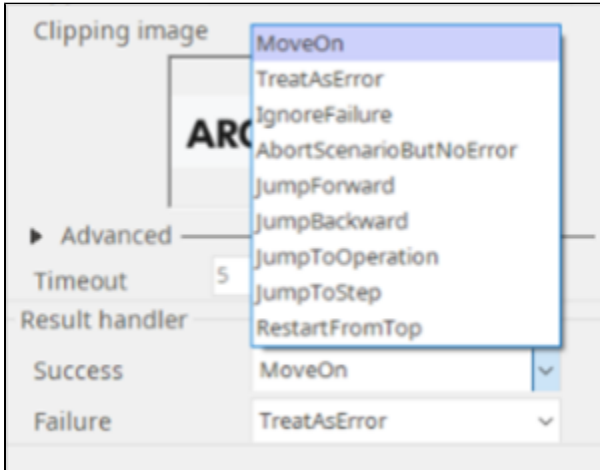 Clipping image
ARC
MoveOn
TreatAsError
IgnoreFailure
AbortScenarioButNoError
JumpForward
JumpBackward
JumpToOperation
JumpToStep
RestartFromTop
Advanced
Timeout 5
Result handler
Success MoveOn
Failure TreatAsError